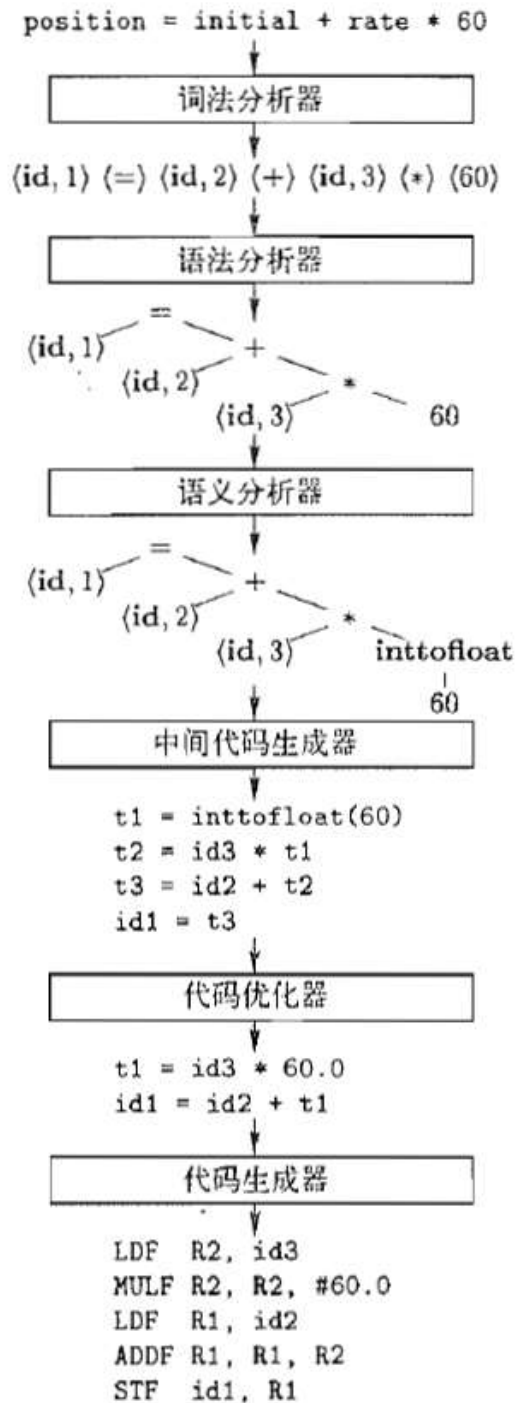 position = initial + rate * 60
词法分析器
⟨id, 1⟩ ⟨=⟩ ⟨id, 2⟩ ⟨+⟩ ⟨id, 3⟩ ⟨*⟩ ⟨60⟩
语法分析器
=
⟨id, 1⟩
+
⟨id, 2⟩
*
⟨id, 3⟩
60
语义分析器
=
⟨id, 1⟩
+
⟨id, 2⟩
*
⟨id, 3⟩
inttofloat
60
中间代码生成器
t1 = inttofloat(60)
t2 = id3 * t1
t3 = id2 + t2
id1 = t3
代码优化器
t1 = id3 * 60.0
id1 = id2 + t1
代码生成器
LDF R2, id3
MULF R2, R2, #60.0
LDF R1, id2
ADDF R1, R1, R2
STF id1, R1